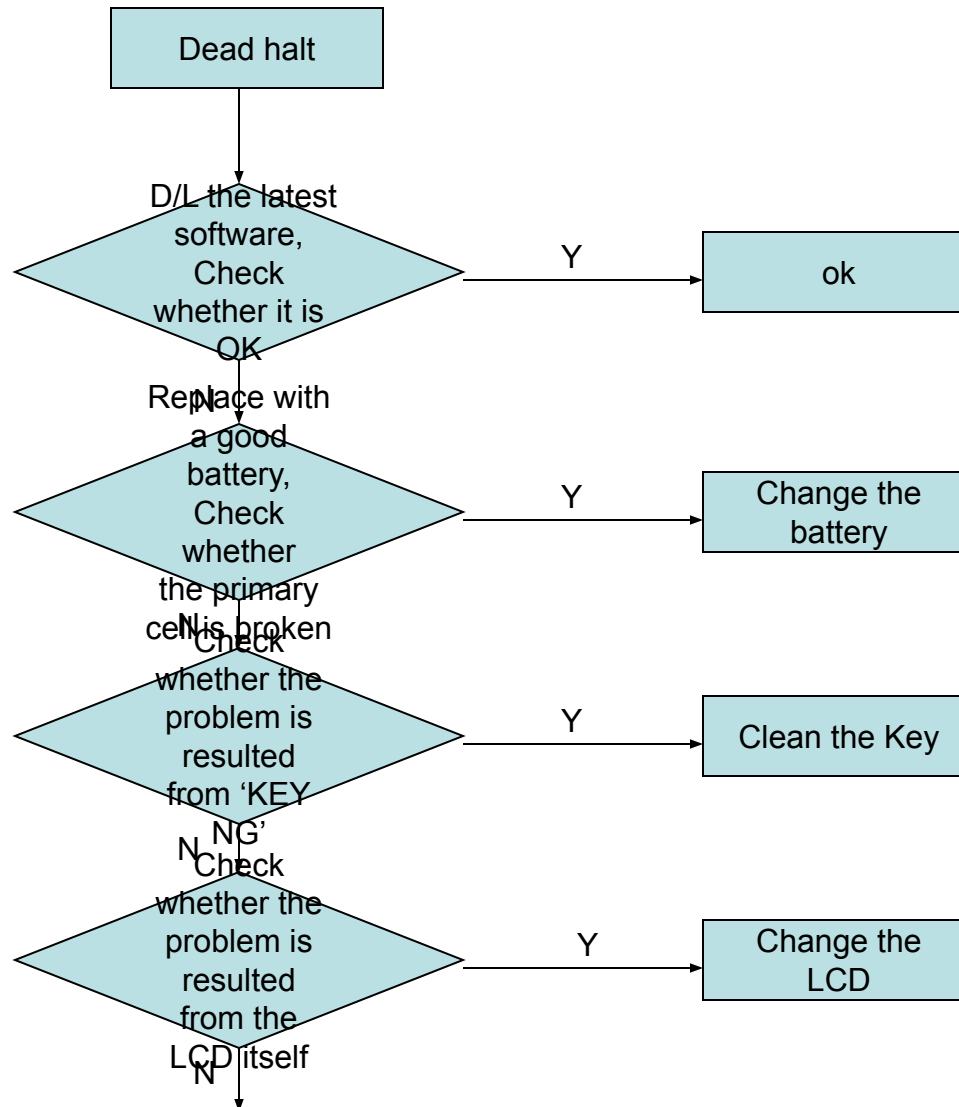 Dead halt
D/L the latest
software,
Check
whether it is
OK
Y
ok
N
Replace with
a good
battery,
Check
whether
the primary
cell is broken
Y
Change the
battery
N
Check
whether the
problem is
resulted
from ‘KEY
NG’
Y
Clean the Key
N
Check
whether the
problem is
resulted
from the
LCD itself
Y
Change the
LCD
N